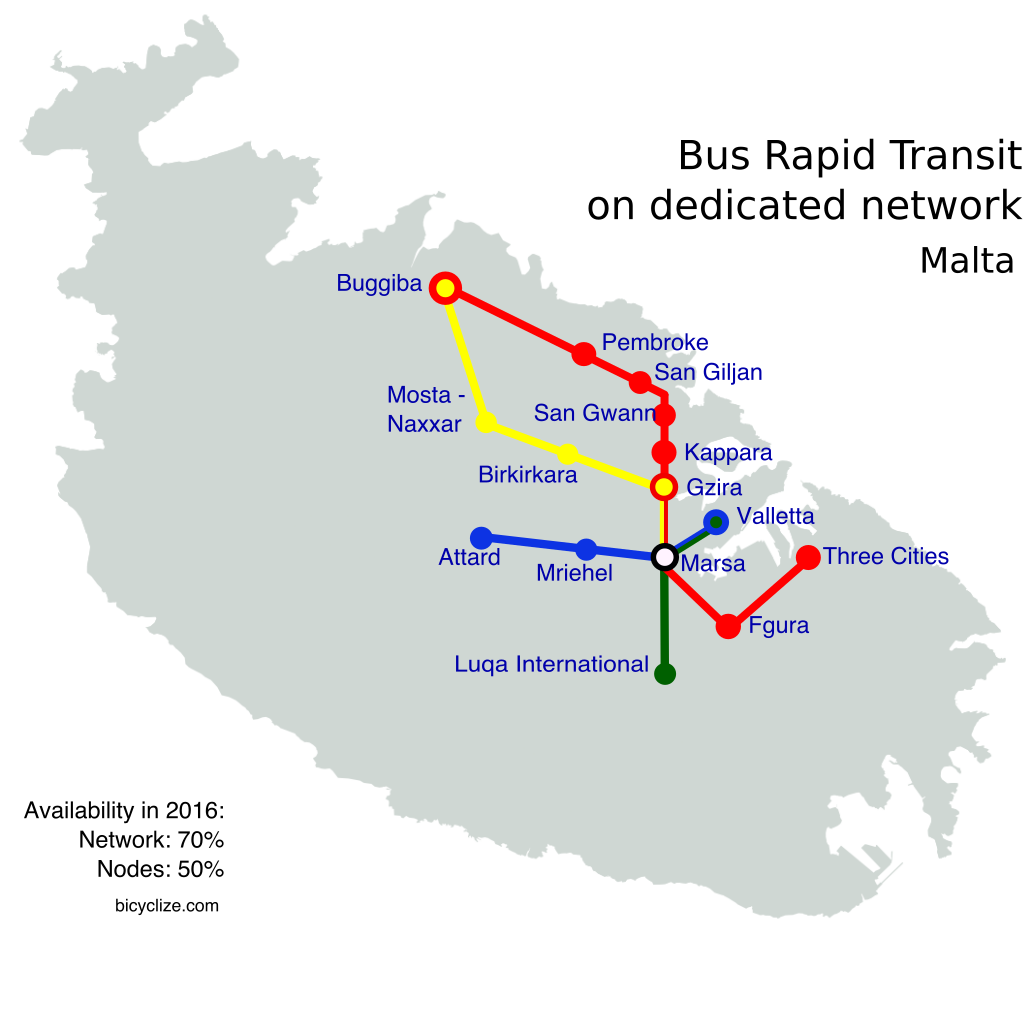 Bus Rapid Transit
on dedicated network
Malta
Buggiba
Pembroke
San Giljan
Mosta -
Naxxar
San Gwann
Kappara
Birkirkara
Gzira
Valletta
Attard
Mriehel
Marsa
Three Cities
Fgura
Luqa International
Availability in 2016:
Network: 70%
Nodes: 50%
bicyclize.com